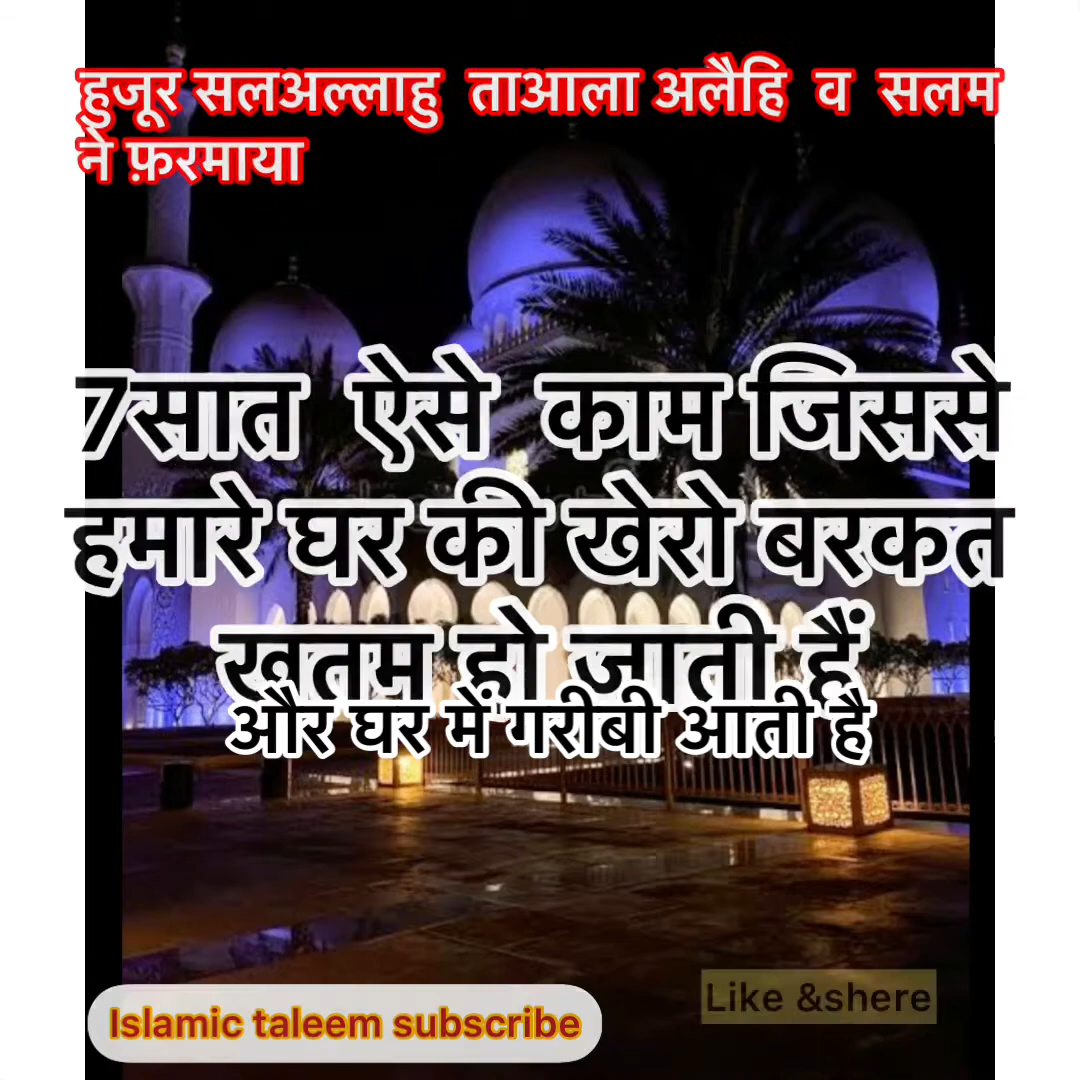 हुजूर सलअल्लाहु ताआला अलैहि व सलम
ने फ़रमाया
7सात ऐसे काम जिससे
हमारे घर की खेरो बरकत
खतम हो जाती हैं
और घर में गरीबी आती है
Like &shere
Islamic taleem subscribe